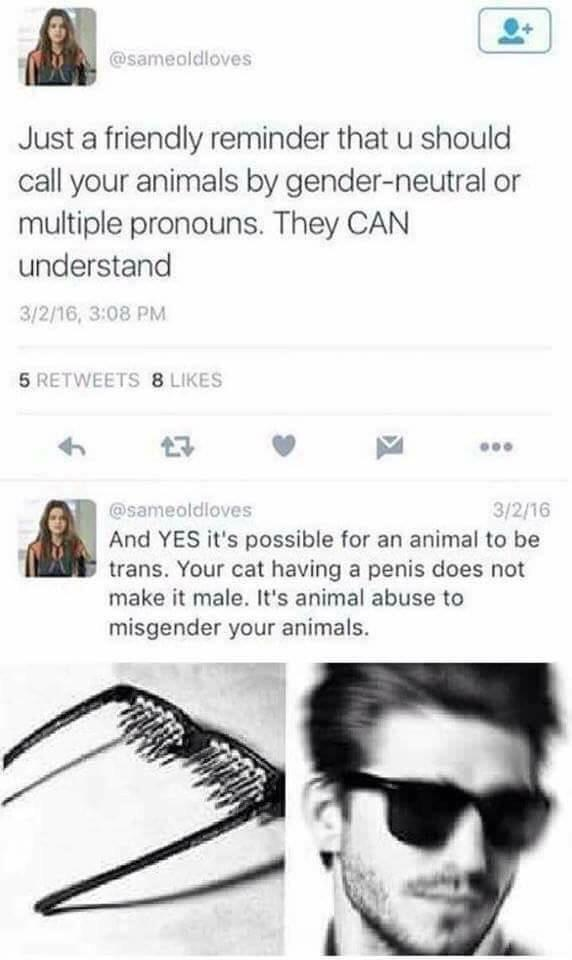 @sameoldloves
Just a friendly reminder that u should
call your animals by gender-neutral or
multiple pronouns. They CAN
understand
3/2/16, 3:08 PM
5 RETWEETS 8 LIKES
@sameoldloves 3/2/16
And YES it's possible for an animal to be
trans. Your cat having a penis does not
make it male. It's animal abuse to
misgender your animals.